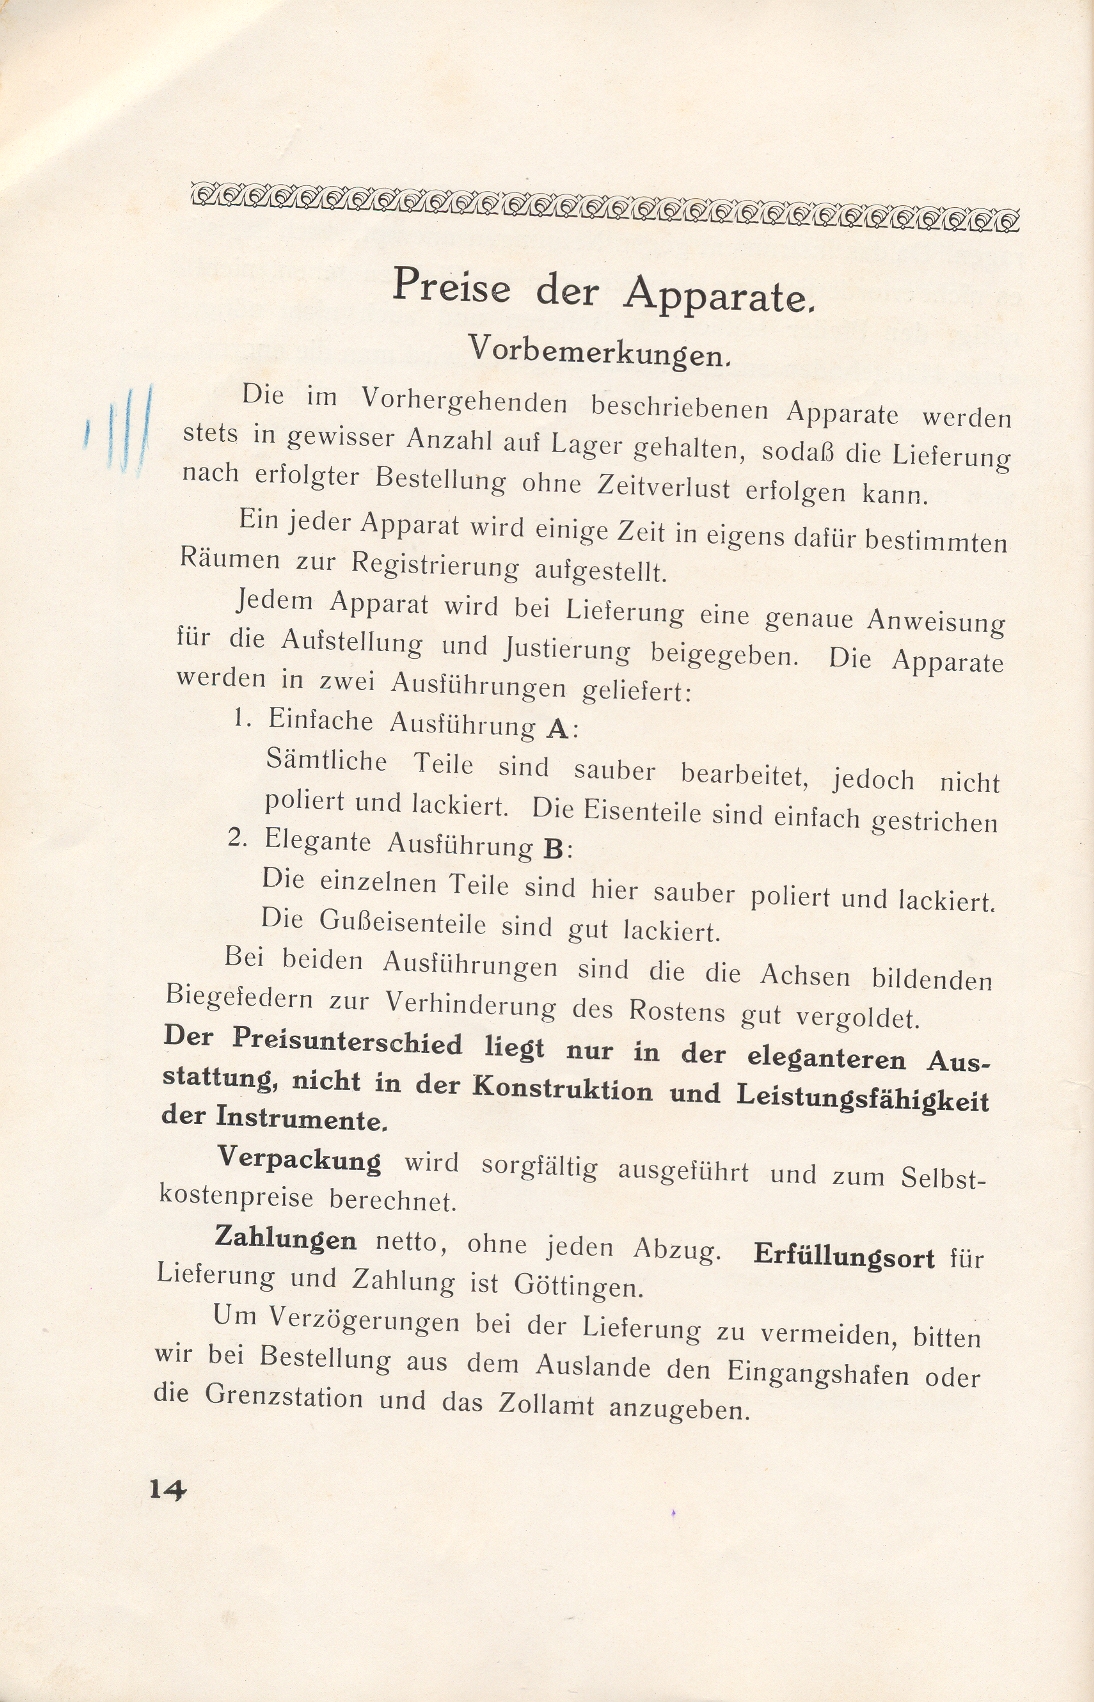 Preise der Apparate.
Vorbemerkungen.
Die im Vorhergehenden beschriebenen Apparate werden
stets in gewisser Anzahl auf Lager gehalten, sodaß die Lieferung
nach erfolgter Bestellung ohne Zeitverlust erfolgen kann.
Ein jeder Apparat wird einige Zeit in eigens dafür bestimmten
Räumen zur Registrierung aufgestellt.
Jedem Apparat wird bei Lieferung eine genaue Anweisung
für die Aufstellung und Justierung beigegeben. Die Apparate
werden in zwei Ausführungen geliefert:
1. Einfache Ausführung A:
Sämtliche Teile sind sauber bearbeitet, jedoch nicht
poliert und lackiert. Die Eisenteile sind einfach gestrichen
2. Elegante Ausführung B:
Die einzelnen Teile sind hier sauber poliert und lackiert.
Die Gußeisenteile sind gut lackiert.
Bei beiden Ausführungen sind die die Achsen bildenden
Biegefedern zur Verhinderung des Rostens gut vergoldet.
Der Preisunterschied liegt nur in der eleganteren Aus-
stattung, nicht in der Konstruktion und Leistungsfähigkeit
der Instrumente.
Verpackung wird sorgfältig ausgeführt und zum Selbst-
kostenpreise berechnet.
Zahlungen netto, ohne jeden Abzug. Erfüllungsort für
Lieferung und Zahlung ist Göttingen.
Um Verzögerungen bei der Lieferung zu vermeiden, bitten
wir bei Bestellung aus dem Auslande den Eingangshafen oder
die Grenzstation und das Zollamt anzugeben.
14